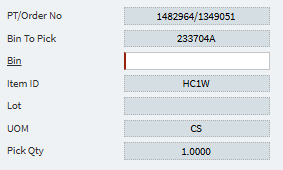 PT/Order No 1482964/1349051
Bin To Pick 233704A
Bin
Item ID HC1W
Lot
UOM CS
Pick Qty 1.0000